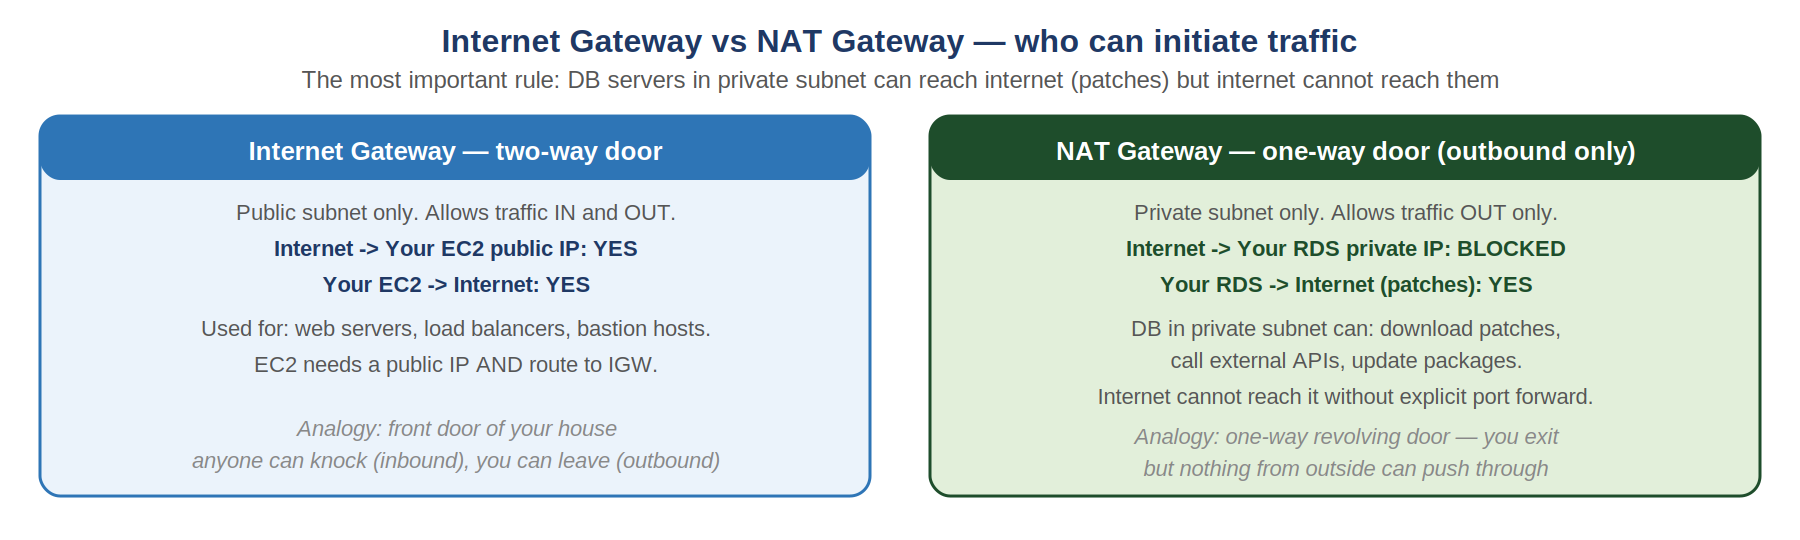 Internet Gateway vs NAT Gateway — who can initiate traffic
The most important rule: DB servers in private subnet can reach internet (patches) but internet cannot reach them
Internet Gateway — two-way door
Public subnet only. Allows traffic IN and OUT.
Internet -> Your EC2 public IP: YES
Your EC2 -> Internet: YES
Used for: web servers, load balancers, bastion hosts.
EC2 needs a public IP AND route to IGW.
Analogy: front door of your house
anyone can knock (inbound), you can leave (outbound)
NAT Gateway — one-way door (outbound only)
Private subnet only. Allows traffic OUT only.
Internet -> Your RDS private IP: BLOCKED
Your RDS -> Internet (patches): YES
DB in private subnet can: download patches,
call external APIs, update packages.
Internet cannot reach it without explicit port forward.
Analogy: one-way revolving door — you exit
but nothing from outside can push through